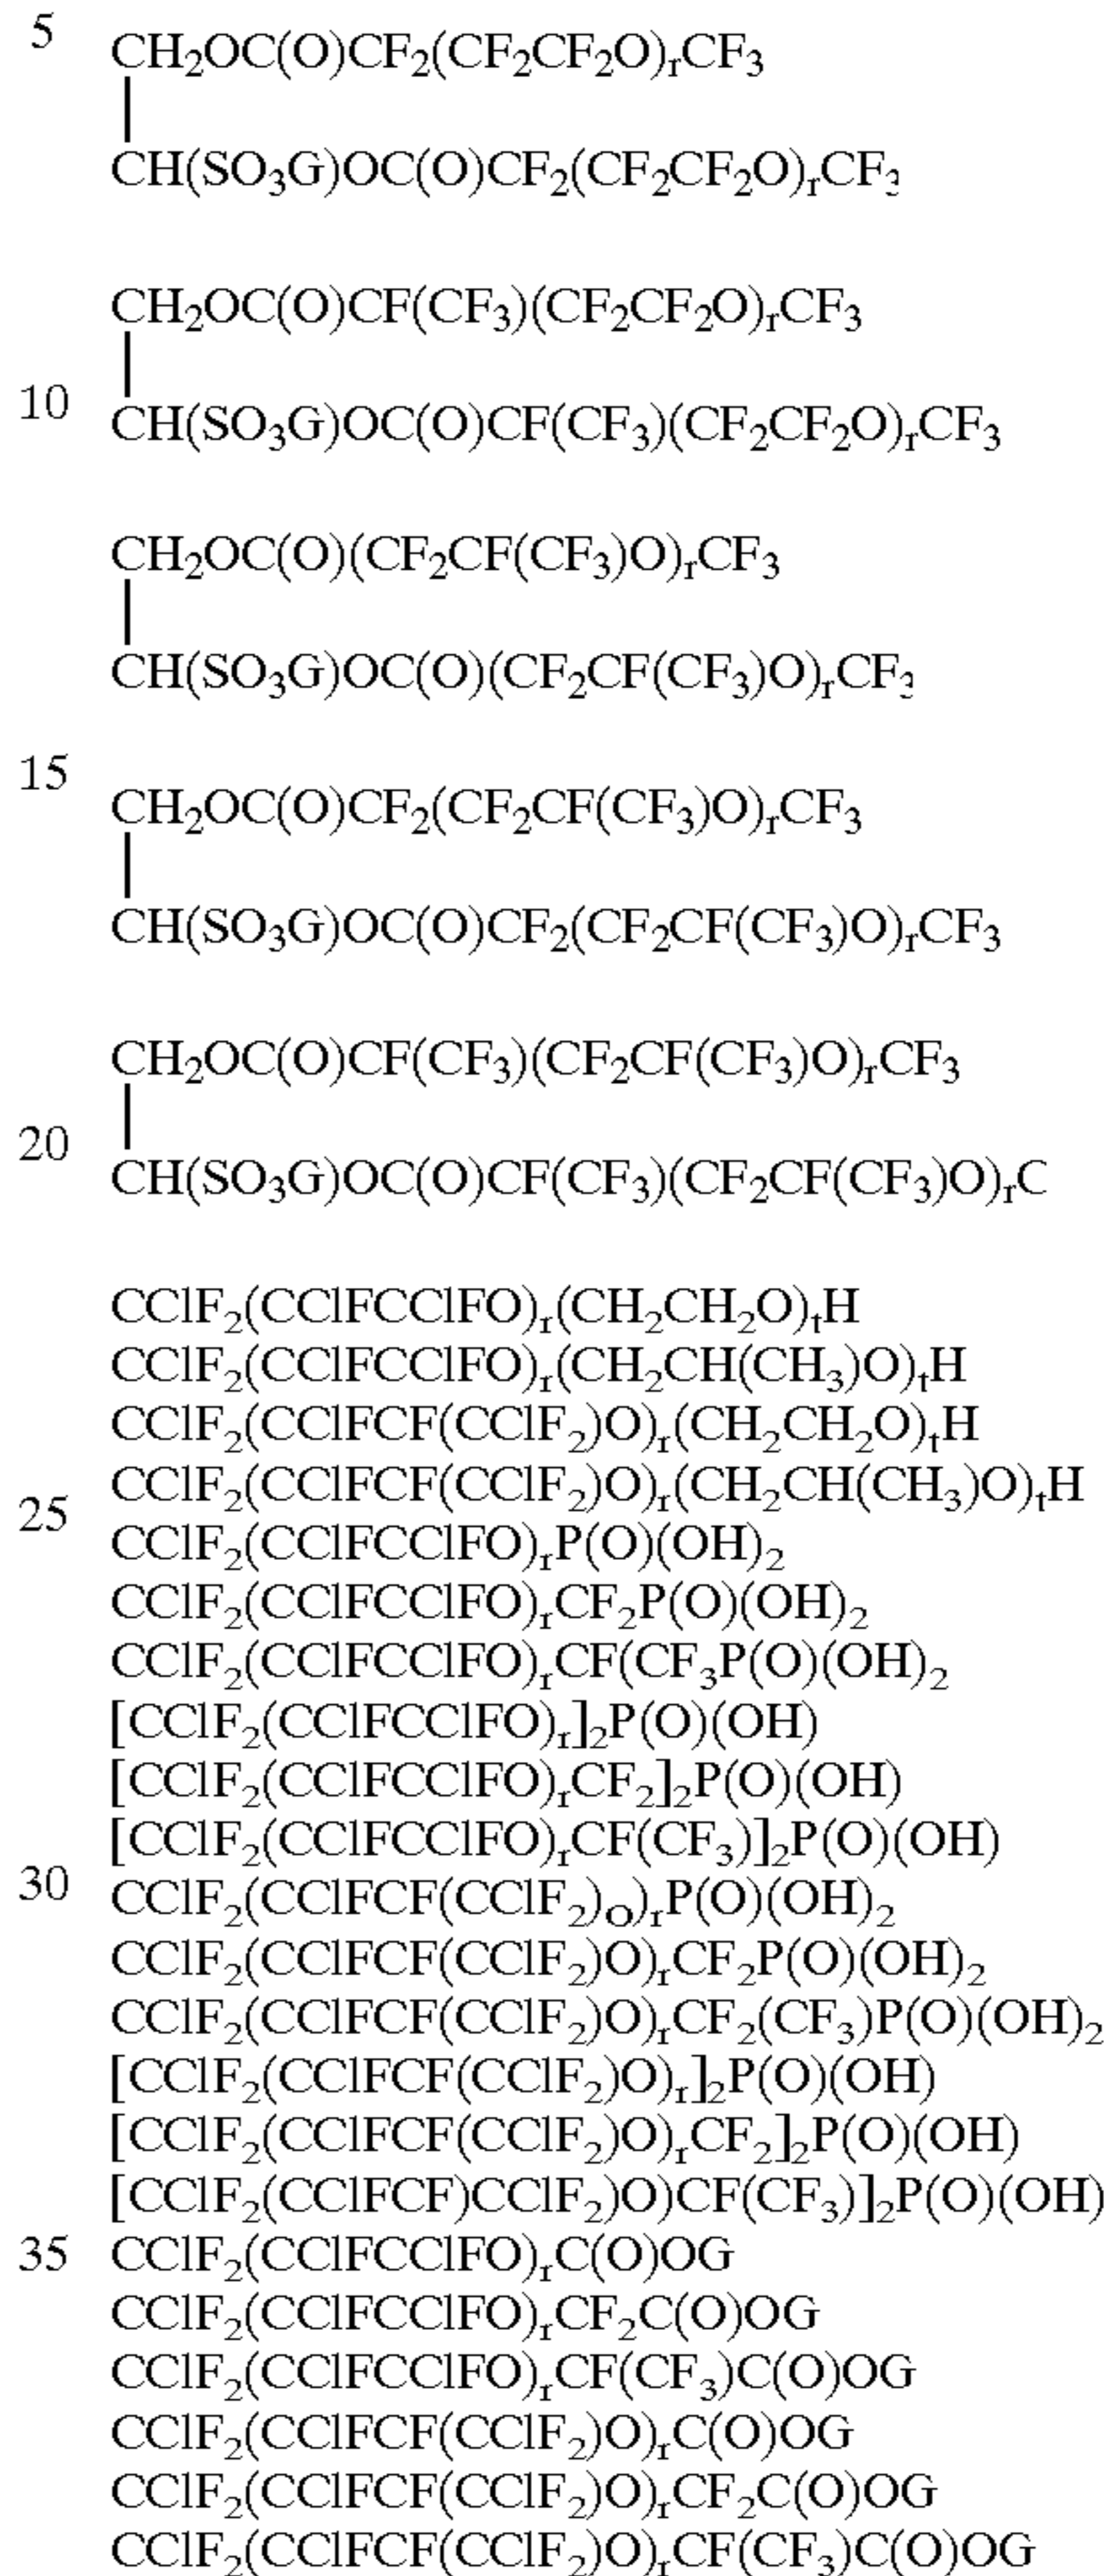 5
CH₂OC(O)CF₂(CF₂CF₂O)ᵣCF₃
CH(SO₃G)OC(O)CF₂(CF₂CF₂O)ᵣCF₃
CH₂OC(O)CF(CF₃)(CF₂CF₂O)ᵣCF₃
10
CH(SO₃G)OC(O)CF(CF₃)(CF₂CF₂O)ᵣCF₃
CH₂OC(O)(CF₂CF(CF₃)O)ᵣCF₃
CH(SO₃G)OC(O)(CF₂CF(CF₃)O)ᵣCF₃
15
CH₂OC(O)CF₂(CF₂CF(CF₃)O)ᵣCF₃
CH(SO₃G)OC(O)CF₂(CF₂CF(CF₃)O)ᵣCF₃
CH₂OC(O)CF(CF₃)(CF₂CF(CF₃)O)ᵣCF₃
20
CH(SO₃G)OC(O)CF(CF₃)(CF₂CF(CF₃)O)ᵣC
CClF₂(CClFCClFO)ᵣ(CH₂CH₂O)ₜH
CClF₂(CClFCClFO)ᵣ(CH₂CH(CH₃)O)ₜH
CClF₂(CClFCF(CClF₂)O)ᵣ(CH₂CH₂O)ₜH
CClF₂(CClFCF(CClF₂)O)ᵣ(CH₂CH(CH₃)O)ₜH
25
CClF₂(CClFCClFO)ᵣP(O)(OH)₂
CClF₂(CClFCClFO)ᵣCF₂P(O)(OH)₂
CClF₂(CClFCClFO)ᵣCF(CF₃P(O)(OH)₂
[CClF₂(CClFCClFO)ᵣ]₂P(O)(OH)
[CClF₂(CClFCClFO)ᵣCF₂]₂P(O)(OH)
[CClF₂(CClFCClFO)ᵣCF(CF₃)]₂P(O)(OH)
30
CClF₂(CClFCF(CClF₂)ₒ)ᵣP(O)(OH)₂
CClF₂(CClFCF(CClF₂)O)ᵣCF₂P(O)(OH)₂
CClF₂(CClFCF(CClF₂)O)ᵣCF₂(CF₃)P(O)(OH)₂
[CClF₂(CClFCF(CClF₂)O)ᵣ]₂P(O)(OH)
[CClF₂(CClFCF(CClF₂)O)ᵣCF₂]₂P(O)(OH)
[CClF₂(CClFCF)CClF₂)O)CF(CF₃)]₂P(O)(OH)
35
CClF₂(CClFCClFO)ᵣC(O)OG
CClF₂(CClFCClFO)ᵣCF₂C(O)OG
CClF₂(CClFCClFO)ᵣCF(CF₃)C(O)OG
CClF₂(CClFCF(CClF₂)O)ᵣC(O)OG
CClF₂(CClFCF(CClF₂)O)ᵣCF₂C(O)OG
CClF₂(CClFCF(CClF₂)O)ᵣCF(CF₃)C(O)OG